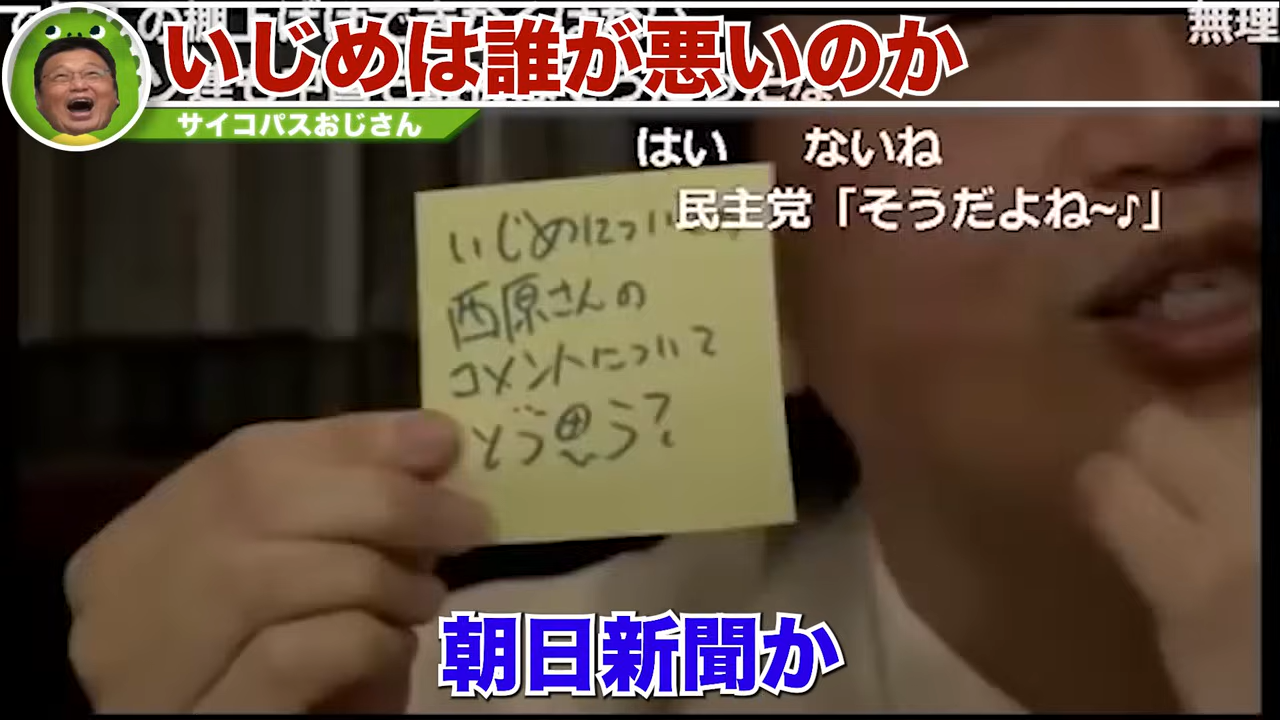 無理
いじめは誰が悪いのか
サイコパスおじさん
はい ないね
民主党「そうだよね~♪」
いじめについて
西原さんの
コメントについて
どう思う?
朝日新聞か